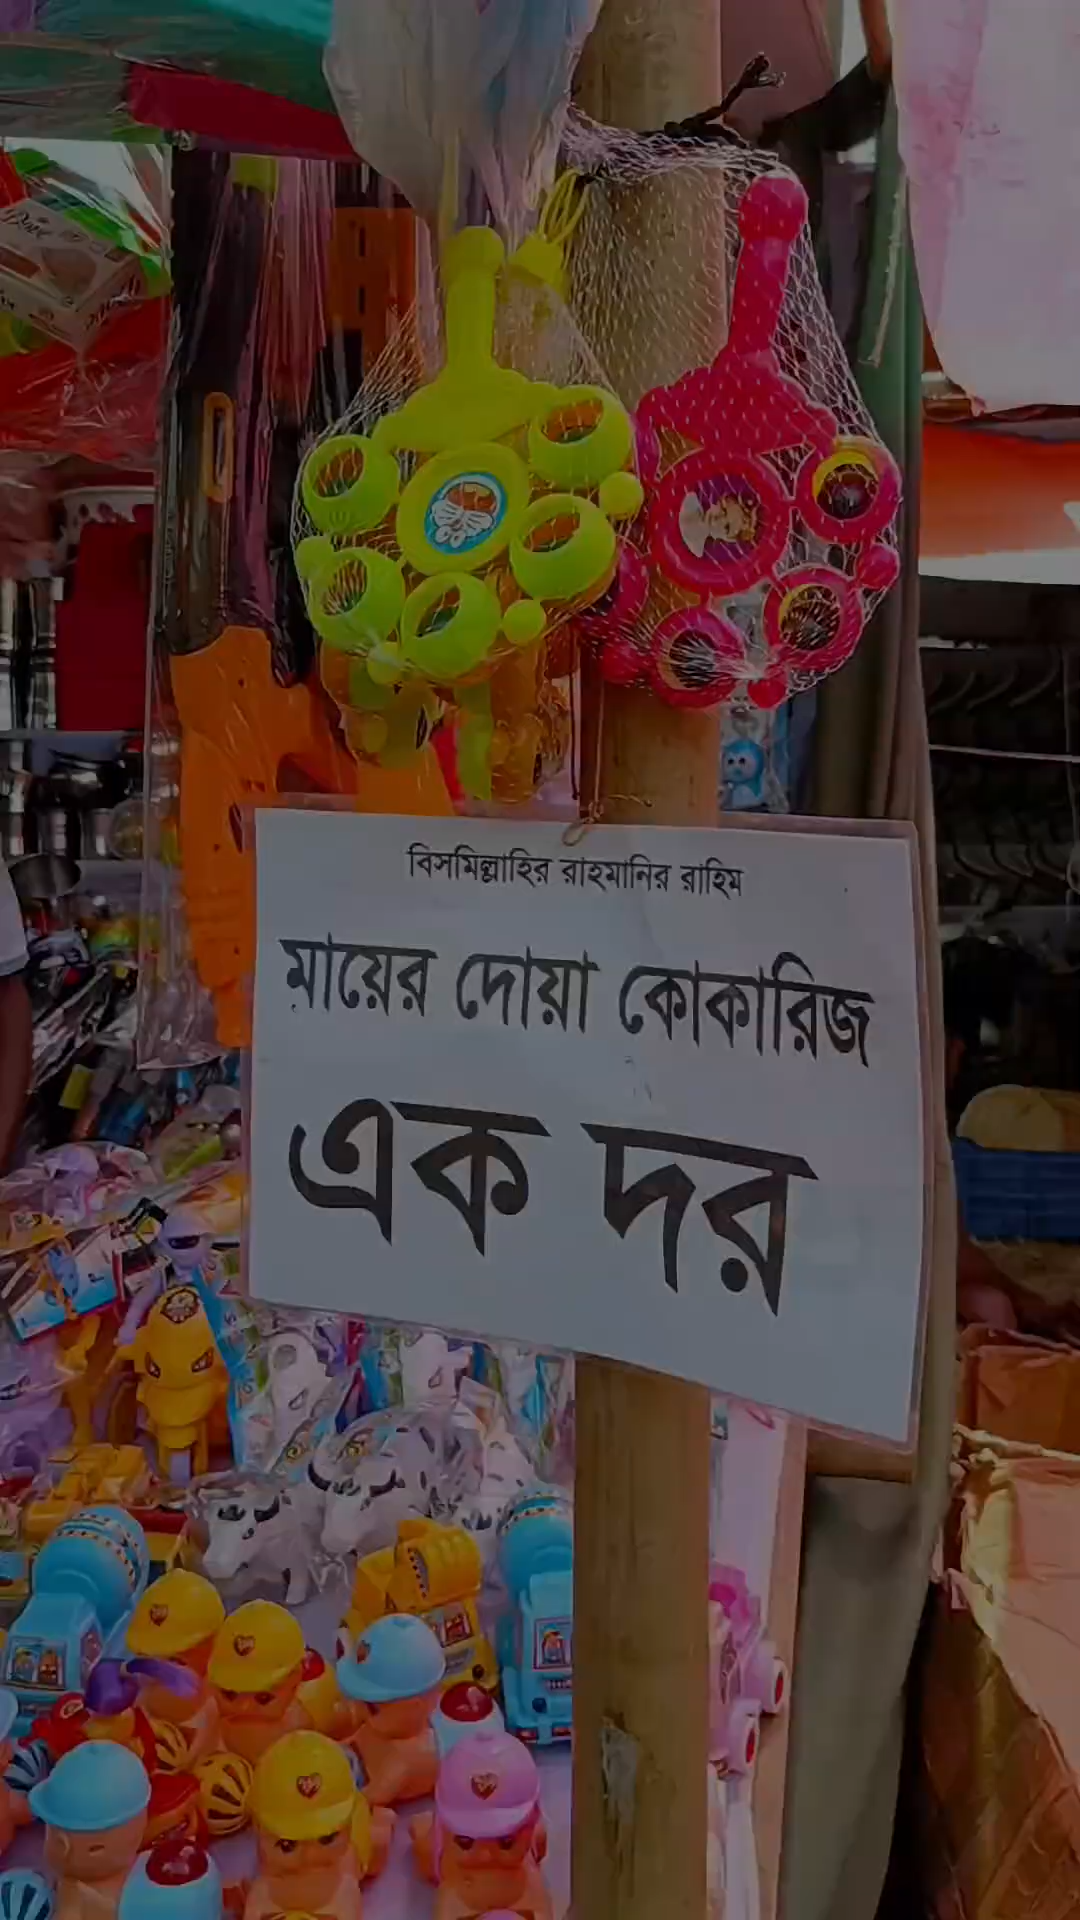 বিসমিল্লাহির রাহমানির রাহিম
মায়ের দোয়া কোকারিজ
এক দর